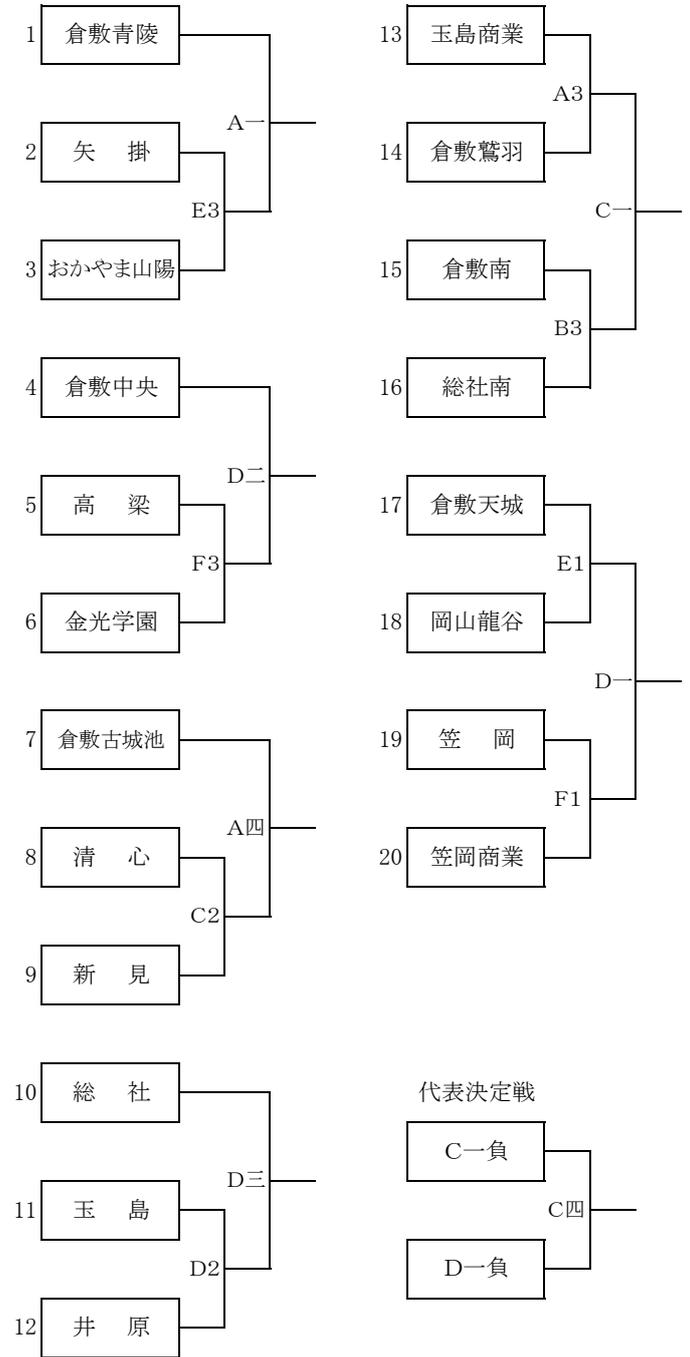 1 倉敷青陵
A一
2 矢　掛
E3
3 おかやま山陽
4 倉敷中央
D二
5 高　梁
F3
6 金光学園
7 倉敷古城池
A四
8 清　心
C2
9 新　見
10 総　社
D三
11 玉　島
D2
12 井　原
13 玉島商業
A3
14 倉敷鷲羽
C一
15 倉敷南
B3
16 総社南
17 倉敷天城
E1
18 岡山龍谷
D一
19 笠　岡
F1
20 笠岡商業
代表決定戦
C一負
C四
D一負